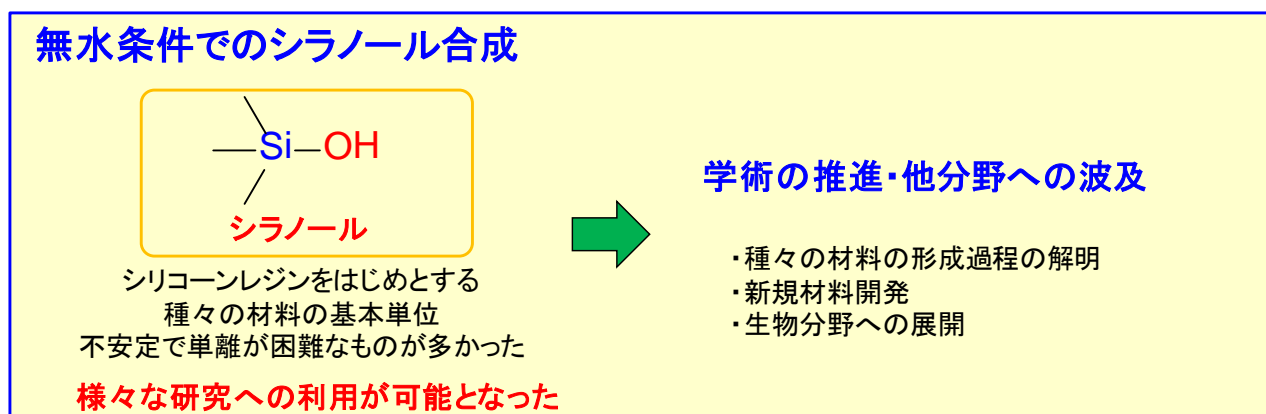 無水条件でのシラノール合成
Si OH
シラノール
シリコーンレジンをはじめとする
種々の材料の基本単位
不安定で単離が困難なものが多かった
様々な研究への利用が可能となった
学術の推進・他分野への波及
・種々の材料の形成過程の解明
・新規材料開発
・生物分野への展開